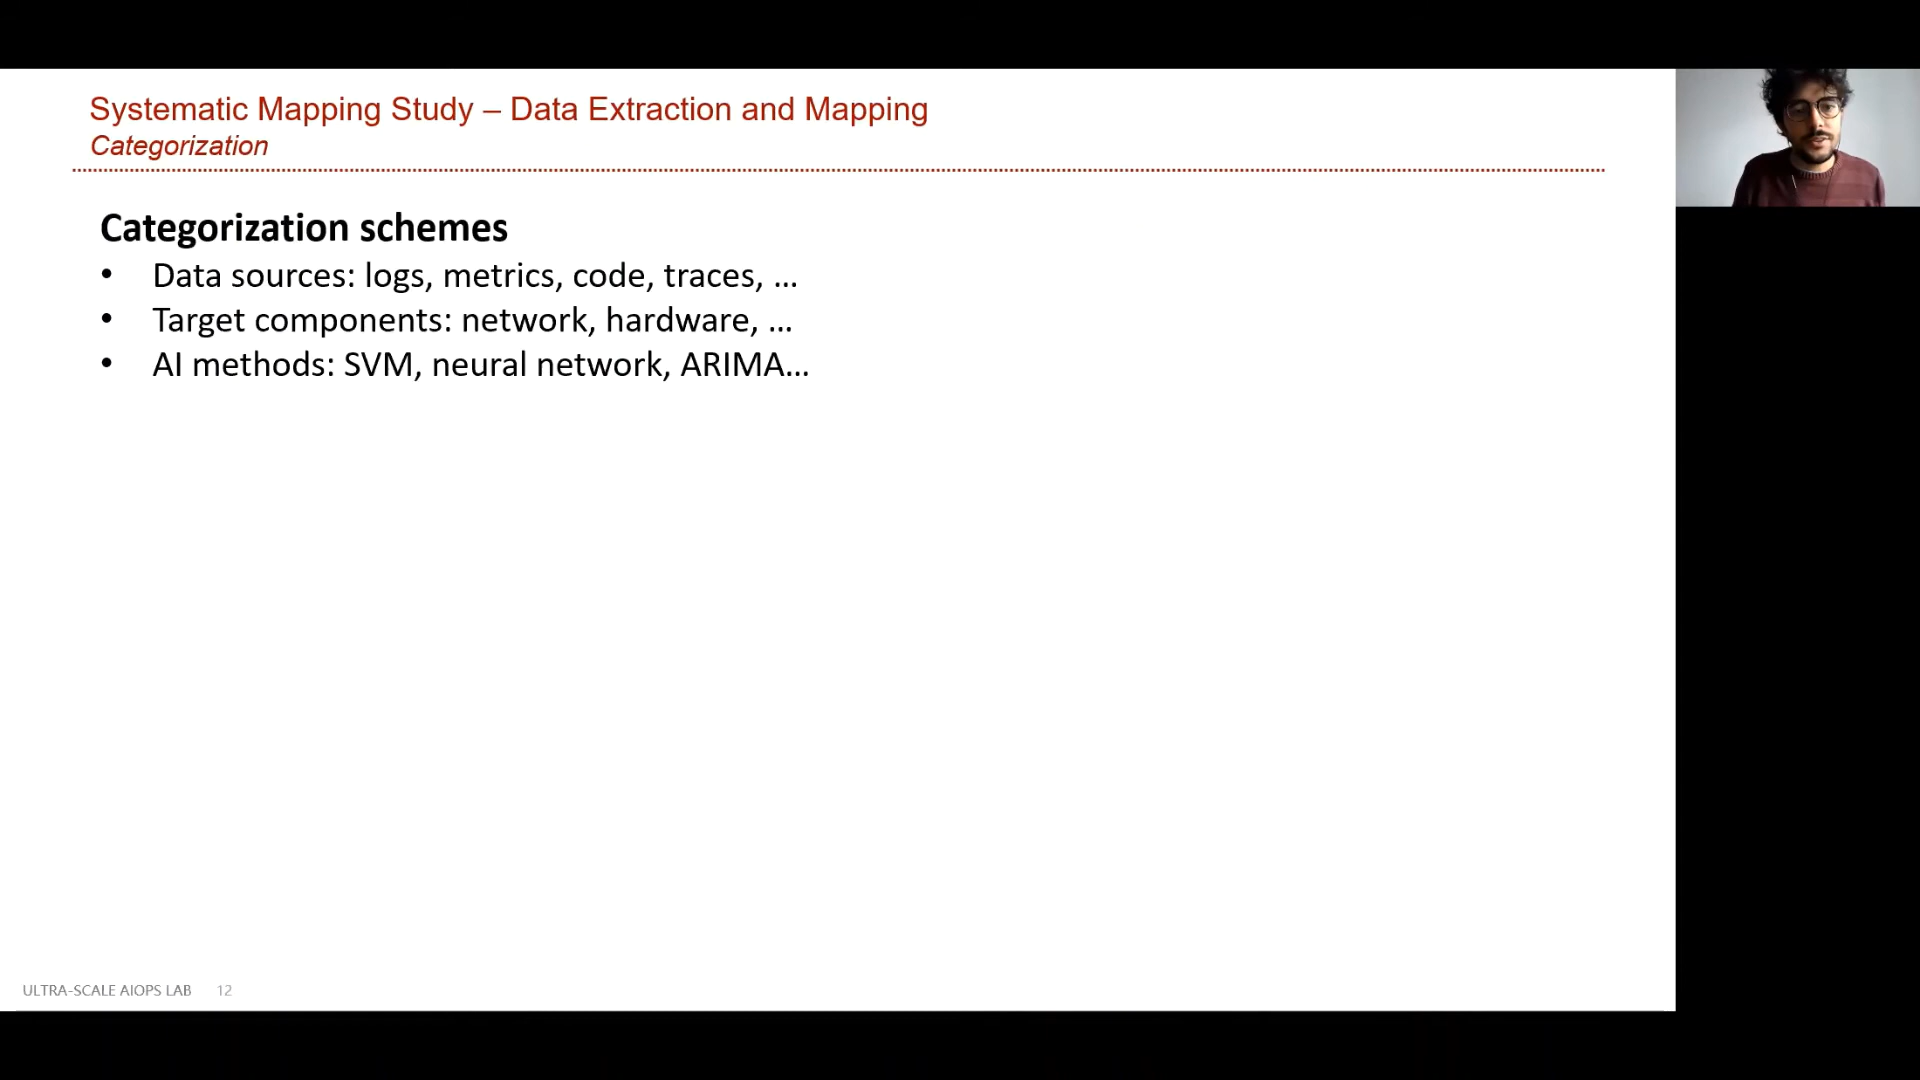 Systematic Mapping Study – Data Extraction and Mapping
Categorization
Categorization schemes
• Data sources: logs, metrics, code, traces, …
• Target components: network, hardware, …
• AI methods: SVM, neural network, ARIMA…
ULTRA-SCALE AIOPS LAB 12